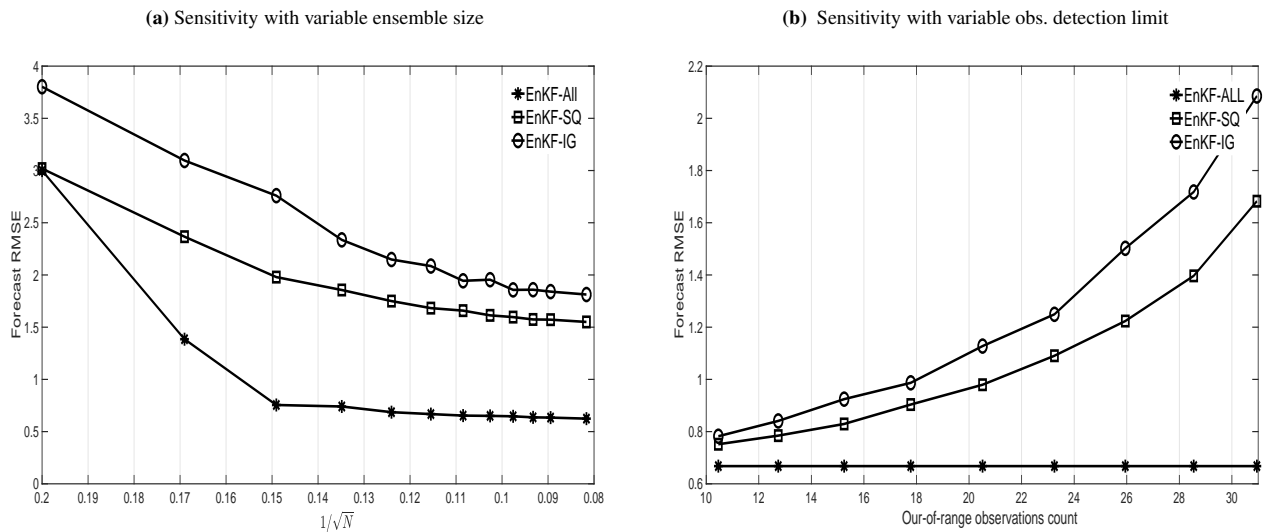 (a) Sensitivity with variable ensemble size
4
3.5
3
2.5
2
1.5
1
0.5
0
Forecast RMSE
EnKF-All
EnKF-SQ
EnKF-IG
0.2 0.19 0.18 0.17 0.16 0.15 0.14 0.13 0.12 0.11 0.1 0.09 0.08
1/√N
(b) Sensitivity with variable obs. detection limit
2.2
2
1.8
1.6
1.4
1.2
1
0.8
0.6
Forecast RMSE
EnKF-ALL
EnKF-SQ
EnKF-IG
10 12 14 16 18 20 22 24 26 28 30
Our-of-range observations count